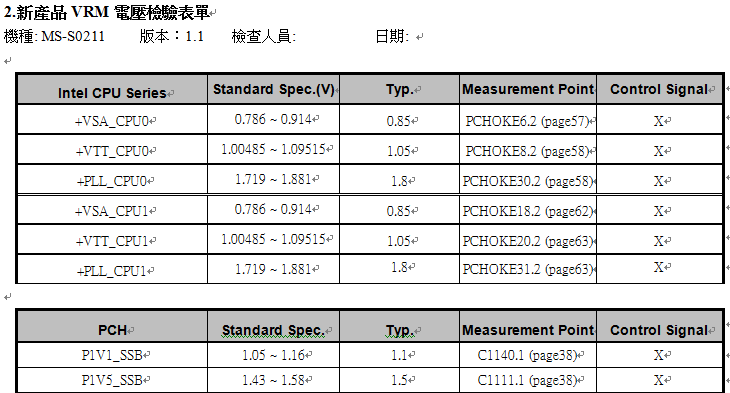 2.新產品 VRM 電壓檢驗表單
機種: MS-S0211 版本：1.1 檢查人員: 日期:
Intel CPU Series Standard Spec.(V) Typ. Measurement Point Control Signal
+VSA_CPU0 0.786 ~ 0.914 0.85 PCHOKE6.2 (page57) X
+VTT_CPU0 1.00485 ~ 1.09515 1.05 PCHOKE8.2 (page58) X
+PLL_CPU0 1.719 ~ 1.881 1.8 PCHOKE30.2 (page58) X
+VSA_CPU1 0.786 ~ 0.914 0.85 PCHOKE18.2 (page62) X
+VTT_CPU1 1.00485 ~ 1.09515 1.05 PCHOKE20.2 (page63) X
+PLL_CPU1 1.719 ~ 1.881 1.8 PCHOKE31.2 (page63) X
PCH Standard Spec. Typ. Measurement Point Control Signal
P1V1_SSB 1.05 ~ 1.16 1.1 C1140.1 (page38) X
P1V5_SSB 1.43 ~ 1.58 1.5 C1111.1 (page38) X